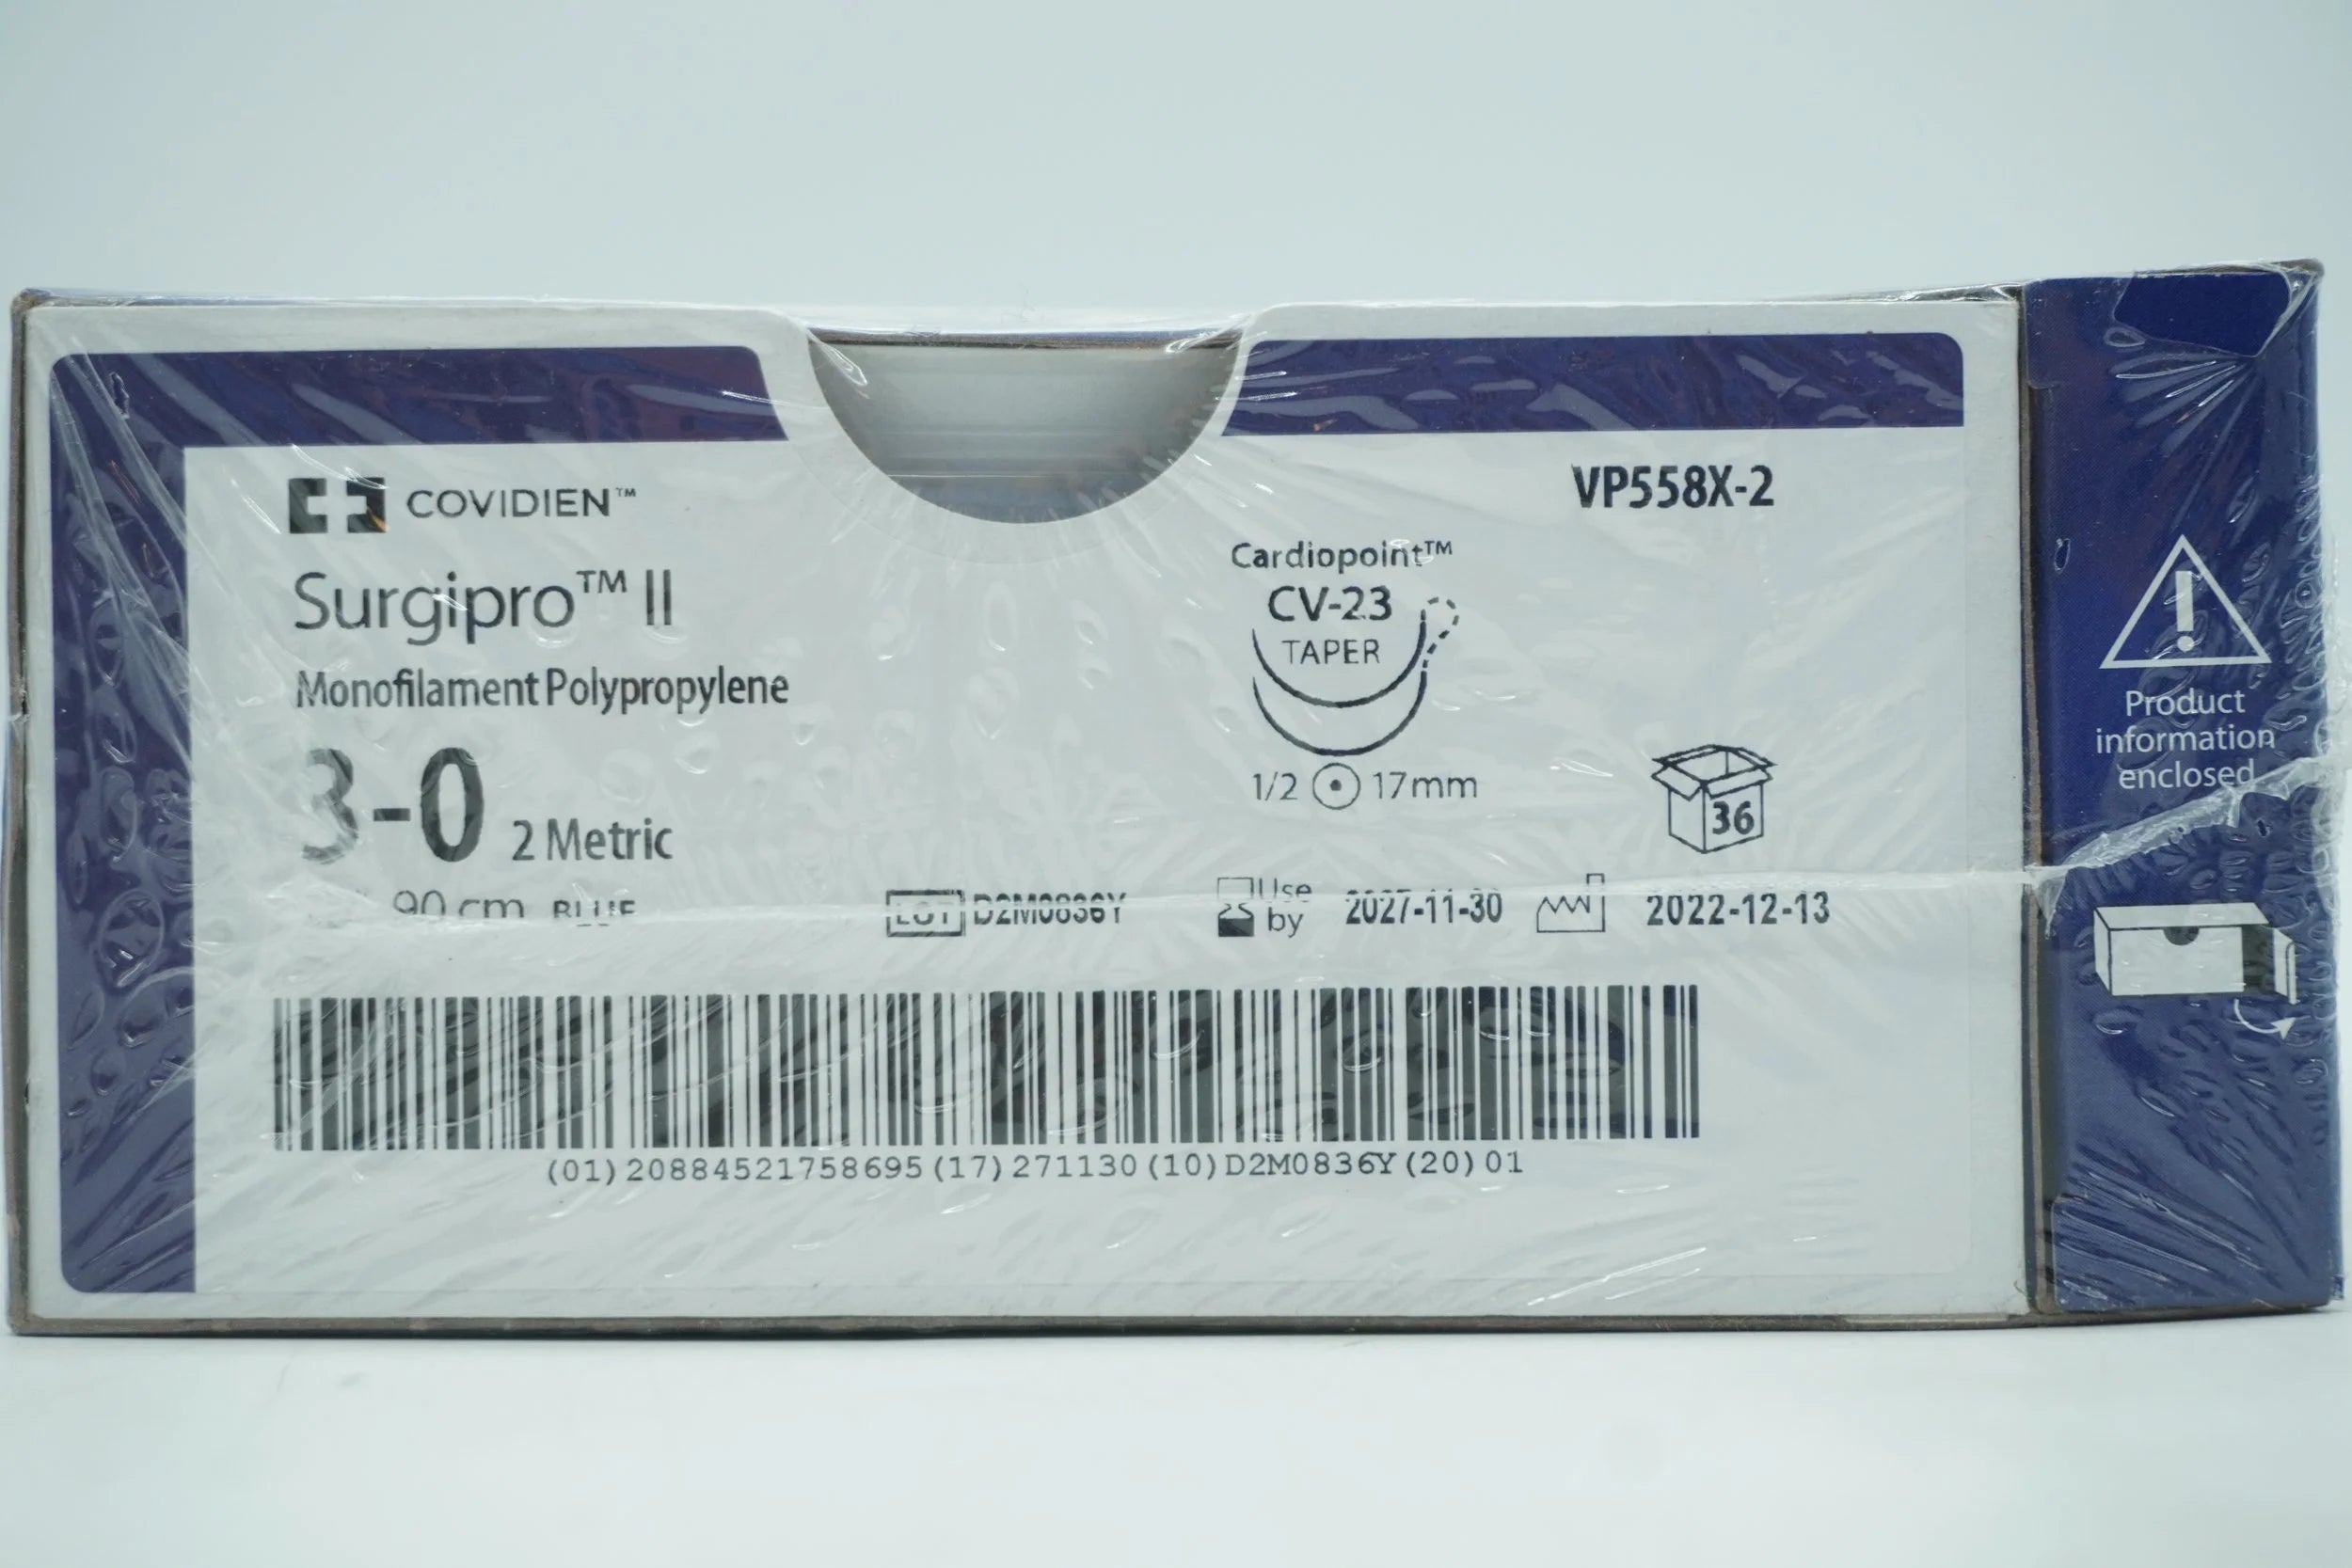 COVIDIEN™
Surgipro™ II
Monofilament Polypropylene
3-0 2 Metric
90 cm BLUE
VP558X-2
Cardiopoint™
CV-23
TAPER
1/2 17mm
36
LOT D2M0836Y
Use by 2027-11-30
2022-12-13
(01)20884521758695(17)271130(10)D2M0836Y(20)01
Product
information
enclosed